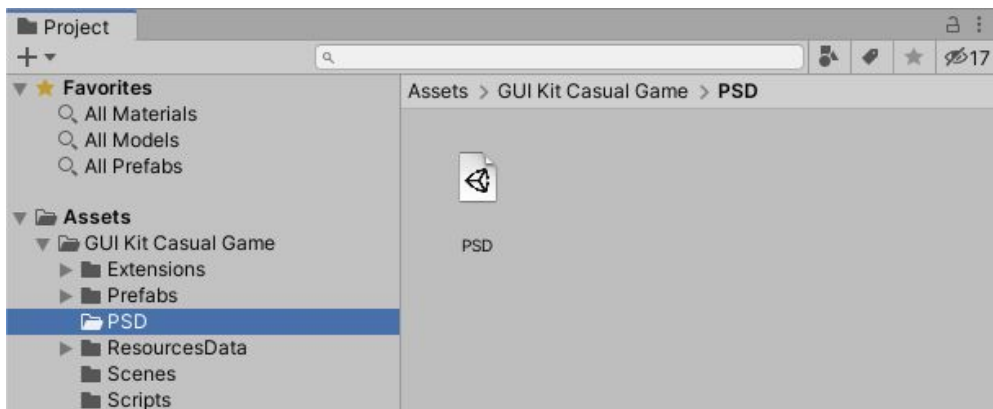 Project
17
Favorites
All Materials
All Models
All Prefabs
Assets
GUI Kit Casual Game
Extensions
Prefabs
PSD
ResourcesData
Scenes
Scripts
Assets > GUI Kit Casual Game > PSD
PSD